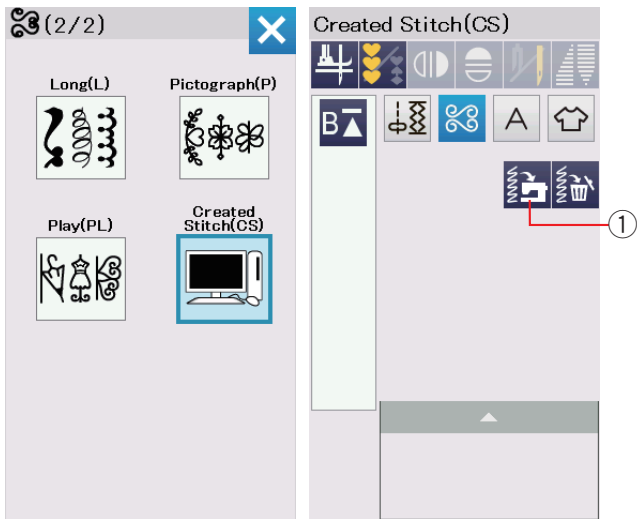 (2/2)
Long(L)
Pictograph(P)
Play(PL)
Created
Stitch(CS)
Created Stitch(CS)
B
A
1